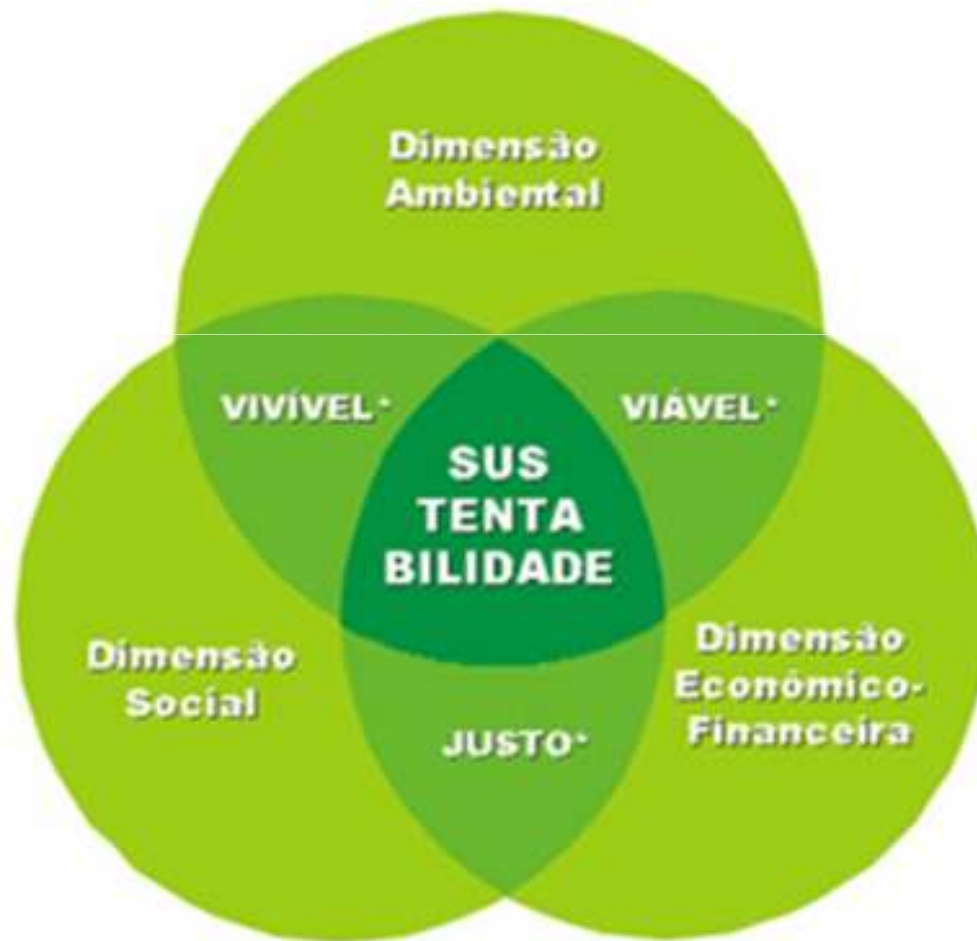 Dimensão
Ambiental
VIVÍVEL*
VIÁVEL*
SUS
TENTA
BILIDADE
Dimensão
Social
Dimensão
Econômico-
Financeira
JUSTO*